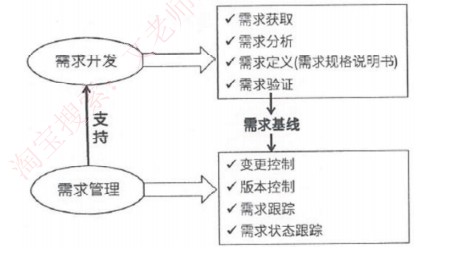 需求开发
✓需求获取
✓需求分析
✓需求定义(需求规格说明书)
✓需求验证
支持
需求基线
需求管理
✓变更控制
✓版本控制
✓需求跟踪
✓需求状态跟踪
淘宝搜索:
老师